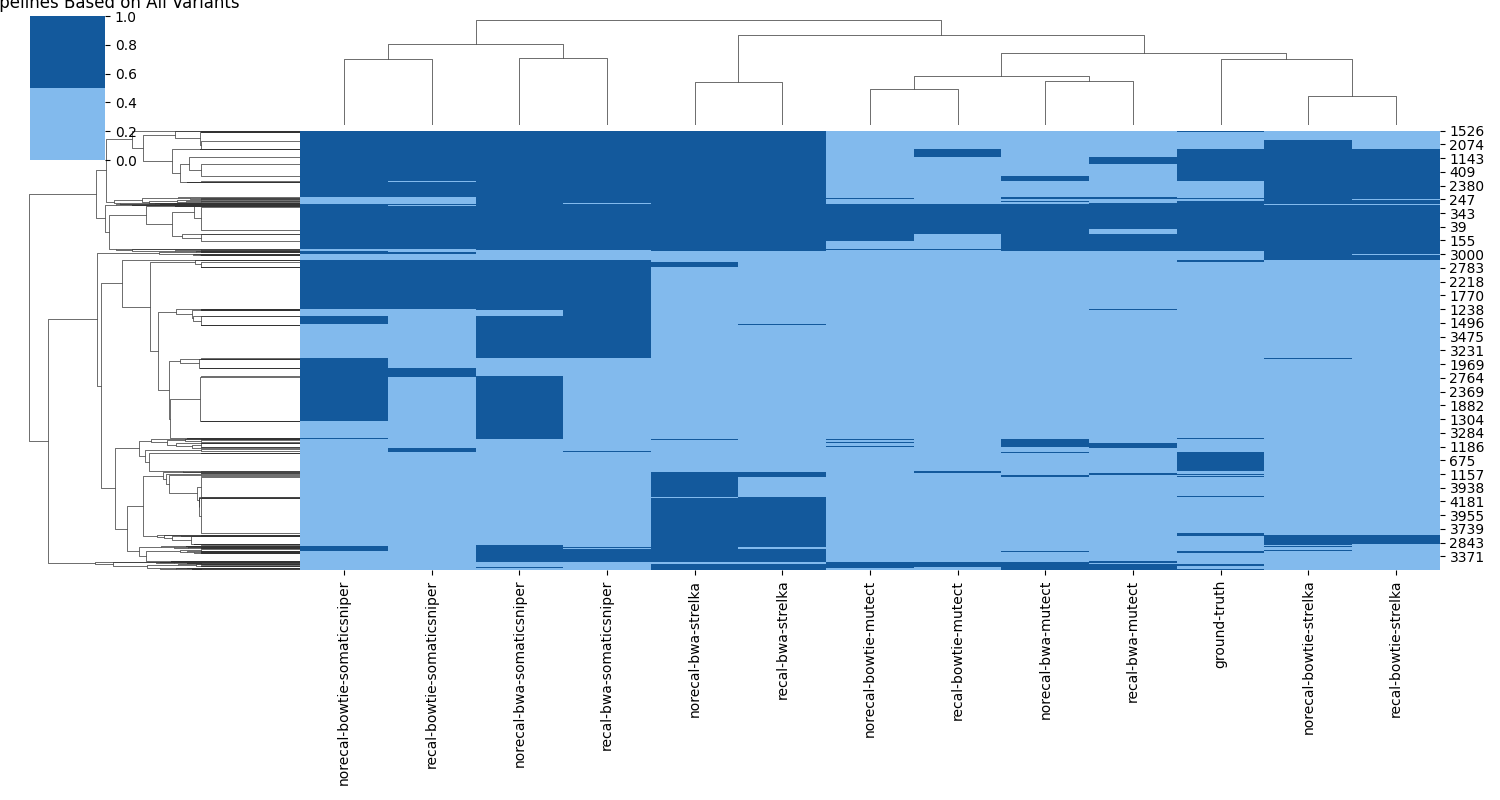 pelines Based on All Variants
1.0
0.8
0.6
0.4
0.2
0.0
1526
2074
1143
409
2380
247
343
39
155
3000
2783
2218
1770
1238
1496
3475
3231
1969
2764
2369
1882
1304
3284
1186
675
1157
3938
4181
3955
3739
2843
3371
norecal-bowtie-somaticsniper
recal-bowtie-somaticsniper
norecal-bwa-somaticsniper
recal-bwa-somaticsniper
norecal-bwa-strelka
recal-bwa-strelka
norecal-bowtie-mutect
recal-bowtie-mutect
norecal-bwa-mutect
recal-bwa-mutect
ground-truth
norecal-bowtie-strelka
recal-bowtie-strelka